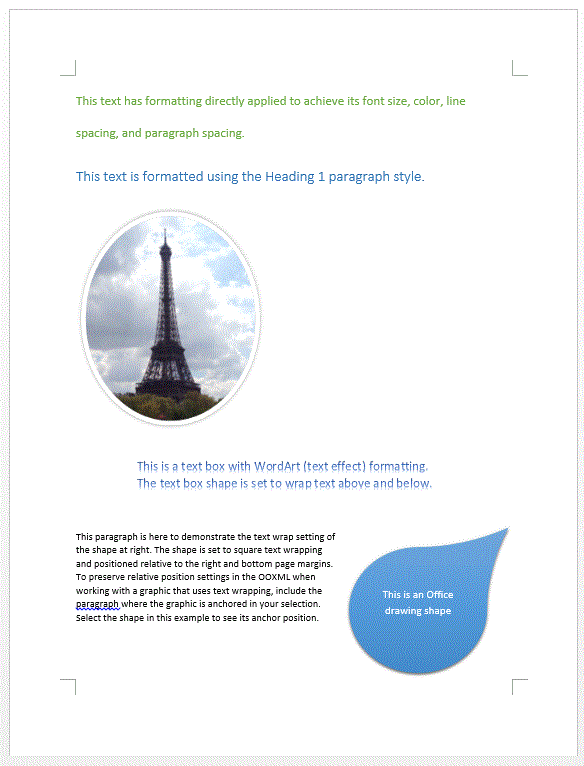 This text has formatting directly applied to achieve its font size, color, line
spacing, and paragraph spacing.
This text is formatted using the Heading 1 paragraph style.
This is a text box with WordArt (text effect) formatting.
The text box shape is set to wrap text above and below.
This paragraph is here to demonstrate the text wrap setting of
the shape at right. The shape is set to square text wrapping
and positioned relative to the right and bottom page margins.
To preserve relative position settings in the OOXML when
working with a graphic that uses text wrapping, include the
paragraph where the graphic is anchored in your selection.
Select the shape in this example to see its anchor position.
This is an Office
drawing shape